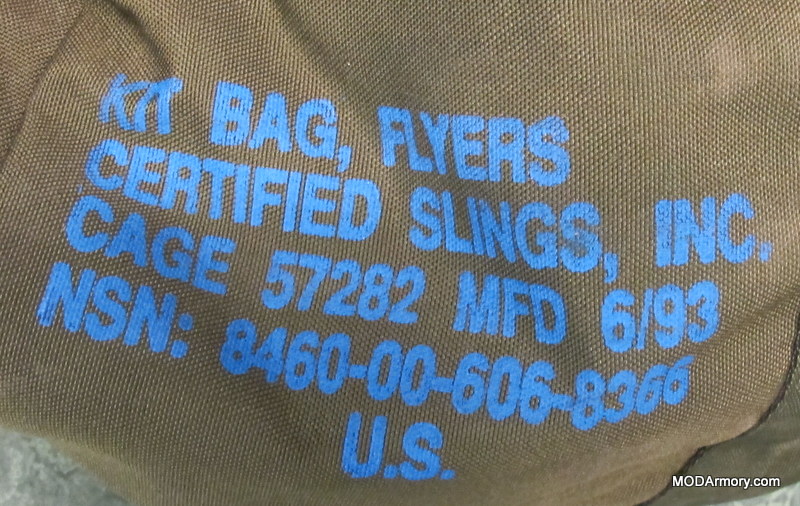 KIT BAG, FLYERS
CERTIFIED SLINGS, INC.
CAGE 57282 MFD 6/93
NSN: 8460-00-606-8366
U.S.
MODArmory.com